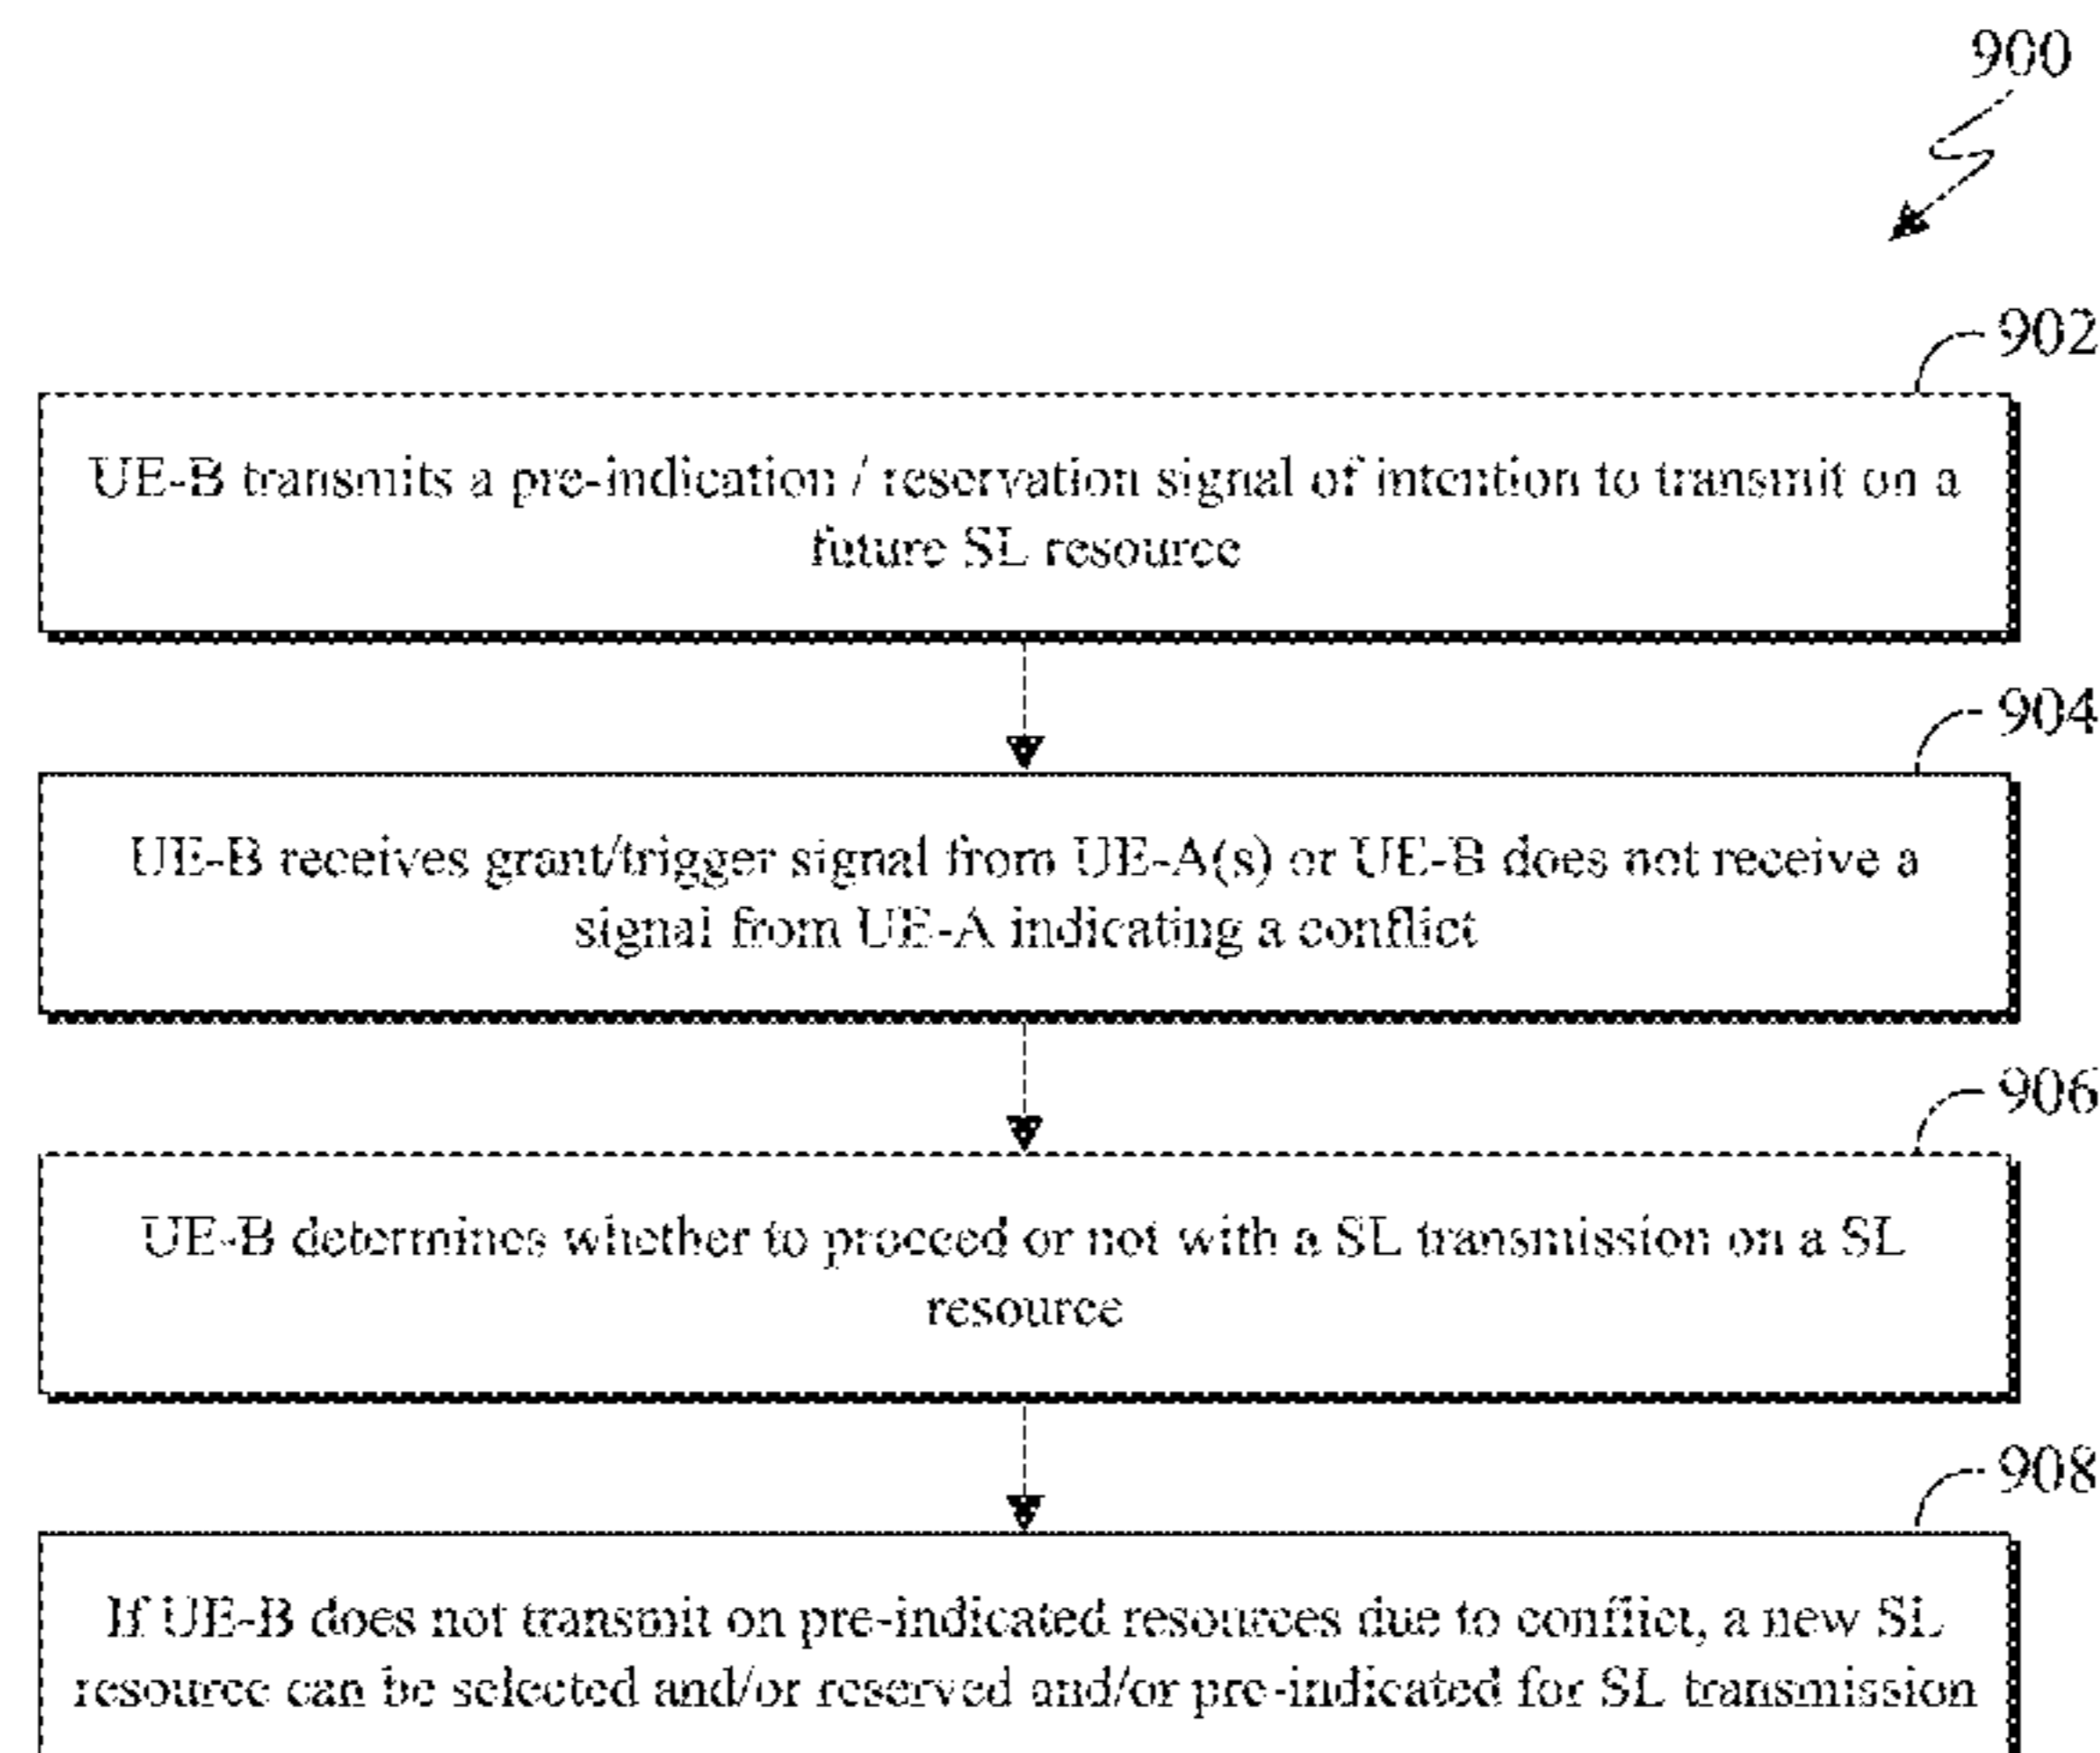 900
902
UE-B transmits a pre-indication / reservation signal of intention to transmit on a
future SL resource
904
UE-B receives grant/trigger signal from UE-A(s) or UE-B does not receive a
signal from UE-A indicating a conflict
906
UE-B determines whether to proceed or not with a SL transmission on a SL
resource
908
If UE-B does not transmit on pre-indicated resources due to conflict, a new SL
resource can be selected and/or reserved and/or pre-indicated for SL transmission